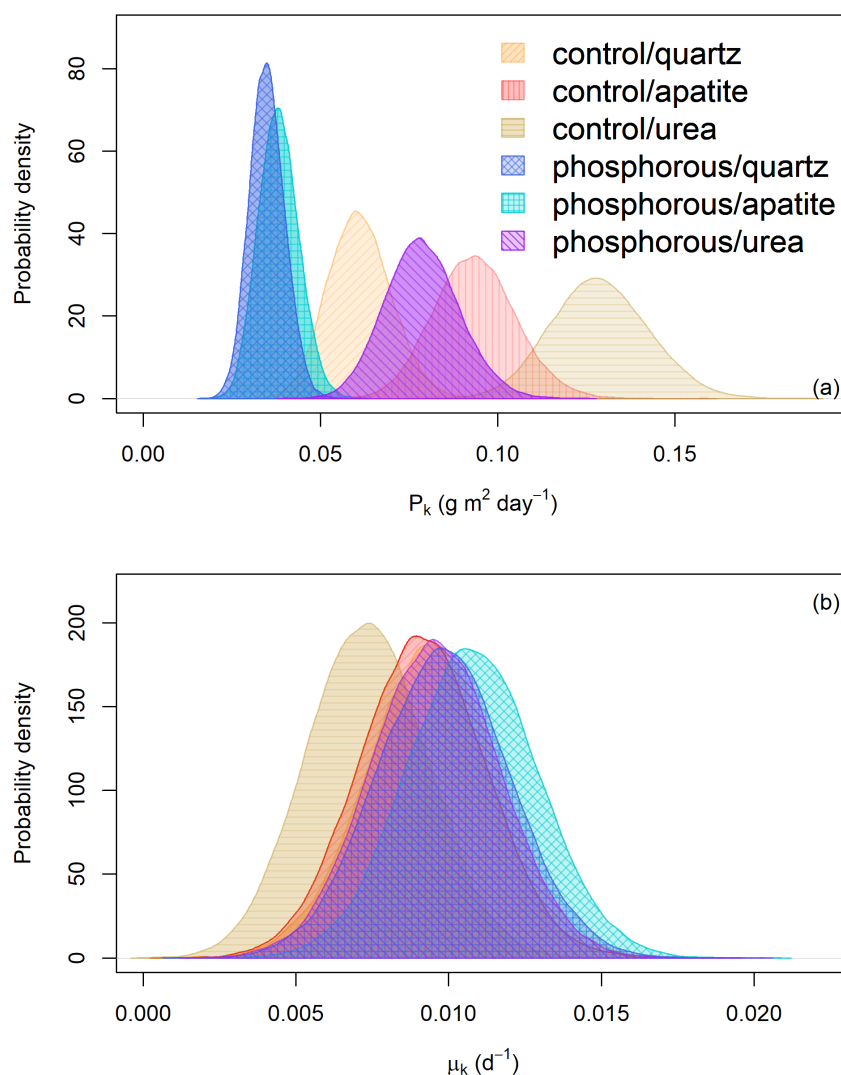 control/quartz
control/apatite
control/urea
phosphorous/quartz
phosphorous/apatite
phosphorous/urea
Probability density
80
60
40
20
0
(a)
0.00 0.05 0.10 0.15
Pₖ (g m² day⁻¹)
(b)
Probability density
200
150
100
50
0
0.000 0.005 0.010 0.015 0.020
μₖ (d⁻¹)